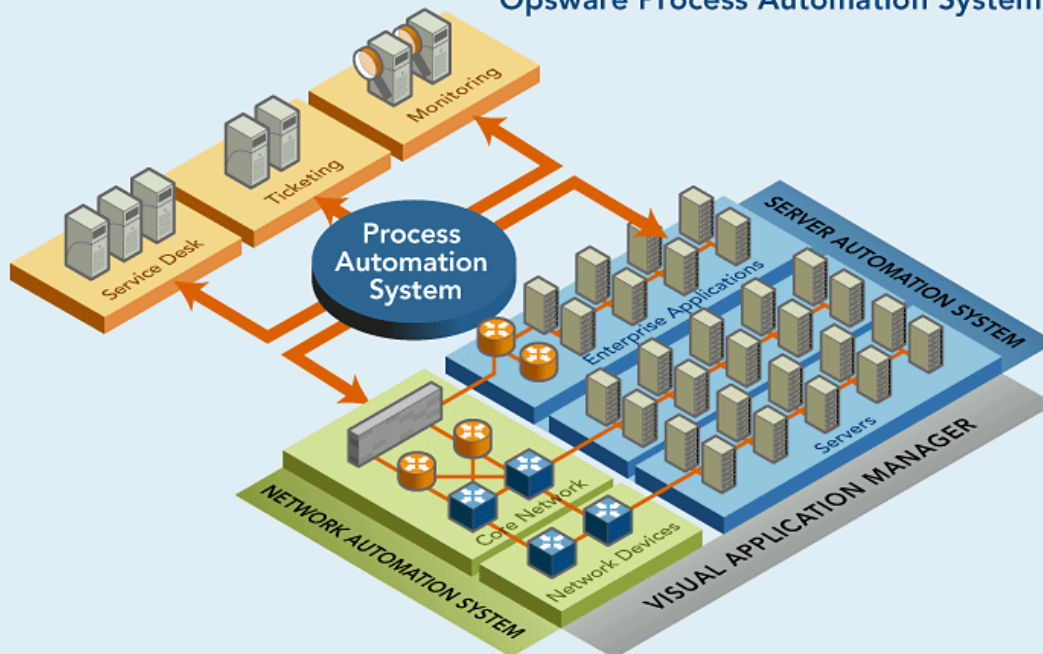 Opsware Process Automation System
Monitoring
Ticketing
Service Desk
Process
Automation
System
SERVER AUTOMATION SYSTEM
Enterprise Applications
Servers
VISUAL APPLICATION MANAGER
Core Network
Network Devices
NETWORK AUTOMATION SYSTEM